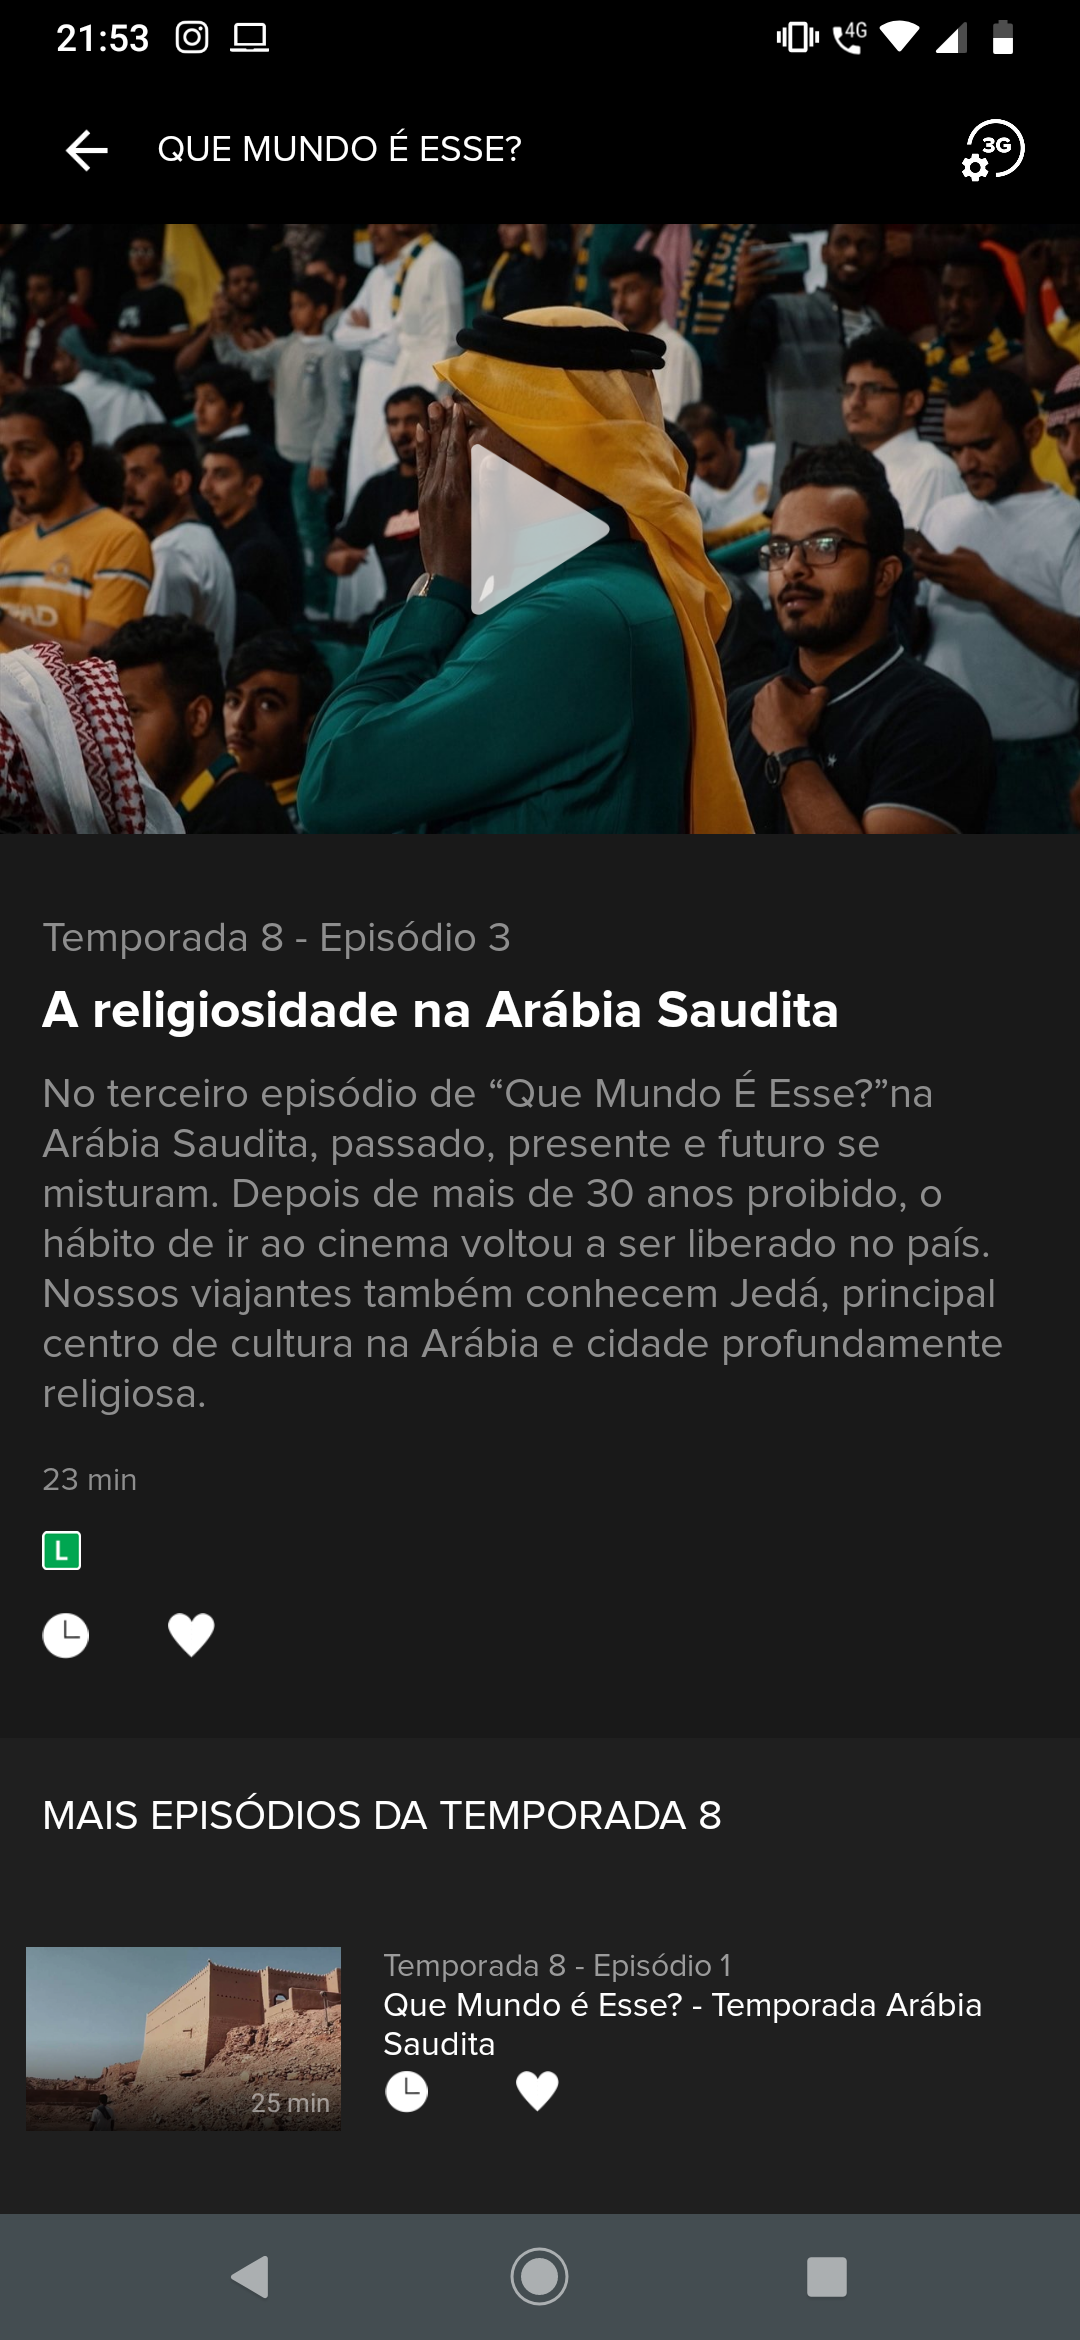 21:53
4G
QUE MUNDO É ESSE?
3G
Temporada 8 - Episódio 3
A religiosidade na Arábia Saudita
No terceiro episódio de “Que Mundo É Esse?”na
Arábia Saudita, passado, presente e futuro se
misturam. Depois de mais de 30 anos proibido, o
hábito de ir ao cinema voltou a ser liberado no país.
Nossos viajantes também conhecem Jedá, principal
centro de cultura na Arábia e cidade profundamente
religiosa.
23 min
L
MAIS EPISÓDIOS DA TEMPORADA 8
Temporada 8 - Episódio 1
Que Mundo é Esse? - Temporada Arábia
Saudita
25 min